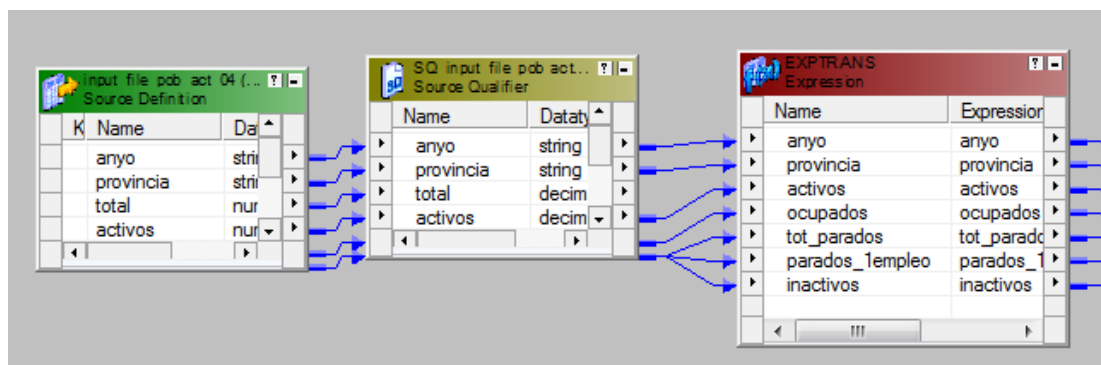 input file pob act 04 (...
Source Definition
K Name Dat
anyo stri
provincia stri
total nur
activos nur
SQ input file pob act...
Source Qualifier
Name Dataty
anyo string
provincia string
total decim
activos decim
EXPTRANS
Expression
Name Expression
anyo anyo
provincia provincia
activos activos
ocupados ocupados
tot_parados tot_parado
parados_1empleo parados_1
inactivos inactivos